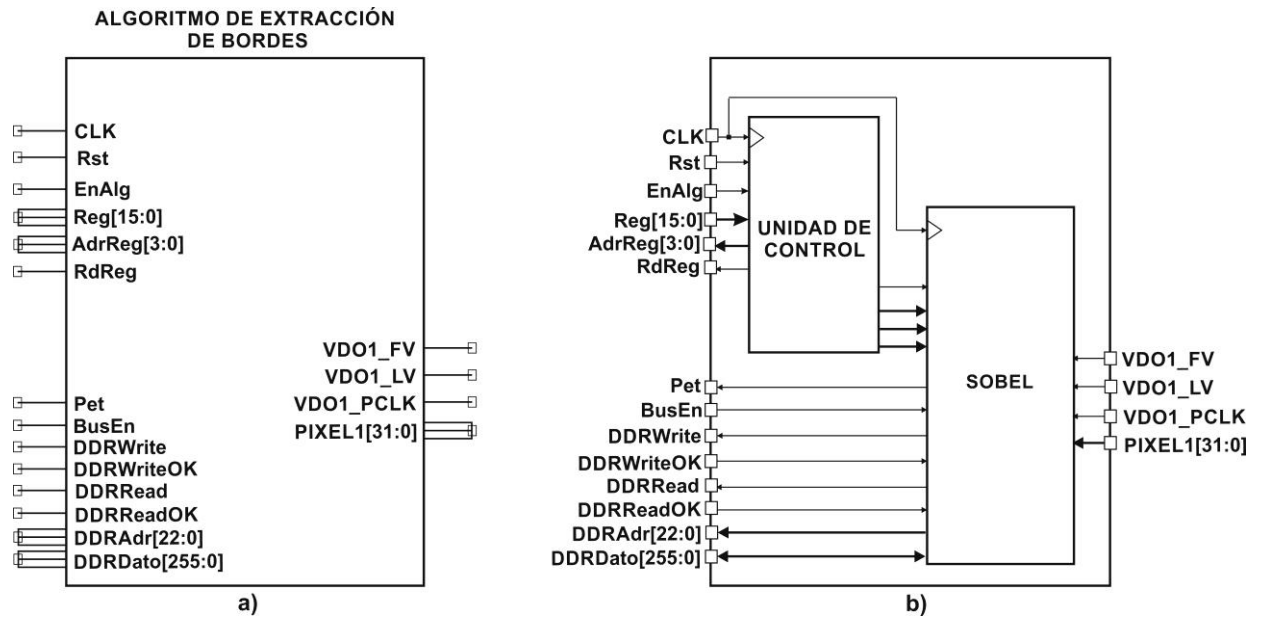 ALGORITMO DE EXTRACCIÓN
DE BORDES
CLK
Rst
EnAlg
Reg[15:0]
AdrReg[3:0]
RdReg
VDO1_FV
VDO1_LV
VDO1_PCLK
PIXEL1[31:0]
Pet
BusEn
DDRWrite
DDRWriteOK
DDRRead
DDRReadOK
DDRAdr[22:0]
DDRDato[255:0]
a)
CLK
Rst
EnAlg
Reg[15:0]
AdrReg[3:0]
RdReg
UNIDAD DE
CONTROL
SOBEL
Pet
BusEn
DDRWrite
DDRWriteOK
DDRRead
DDRReadOK
DDRAdr[22:0]
DDRDato[255:0]
VDO1_FV
VDO1_LV
VDO1_PCLK
PIXEL1[31:0]
b)